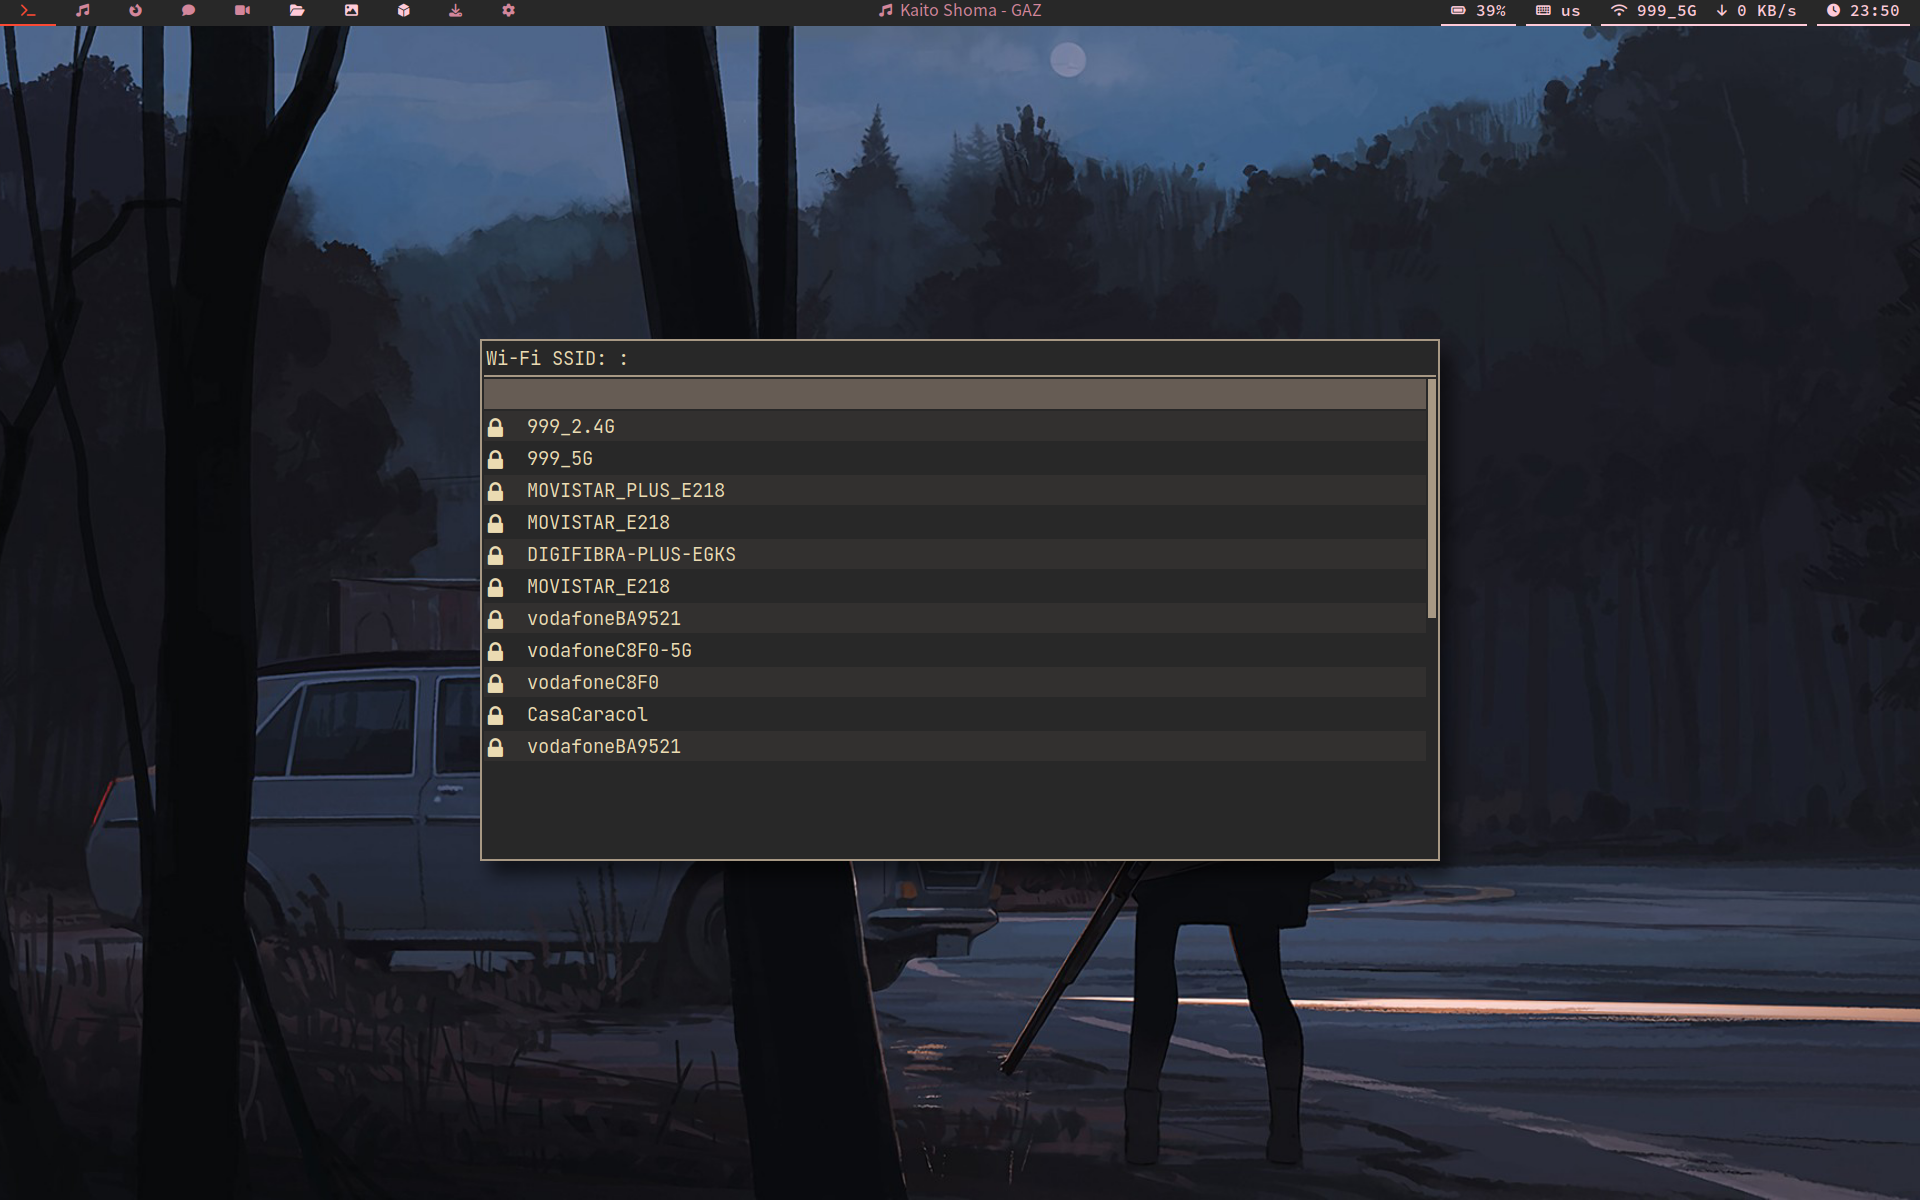 Kaito Shoma - GAZ
39%
us
999_5G
0 KB/s
23:50
Wi-Fi SSID: :
999_2.4G
999_5G
MOVISTAR_PLUS_E218
MOVISTAR_E218
DIGIFIBRA-PLUS-EGKS
MOVISTAR_E218
vodafoneBA9521
vodafoneC8F0-5G
vodafoneC8F0
CasaCaracol
vodafoneBA9521